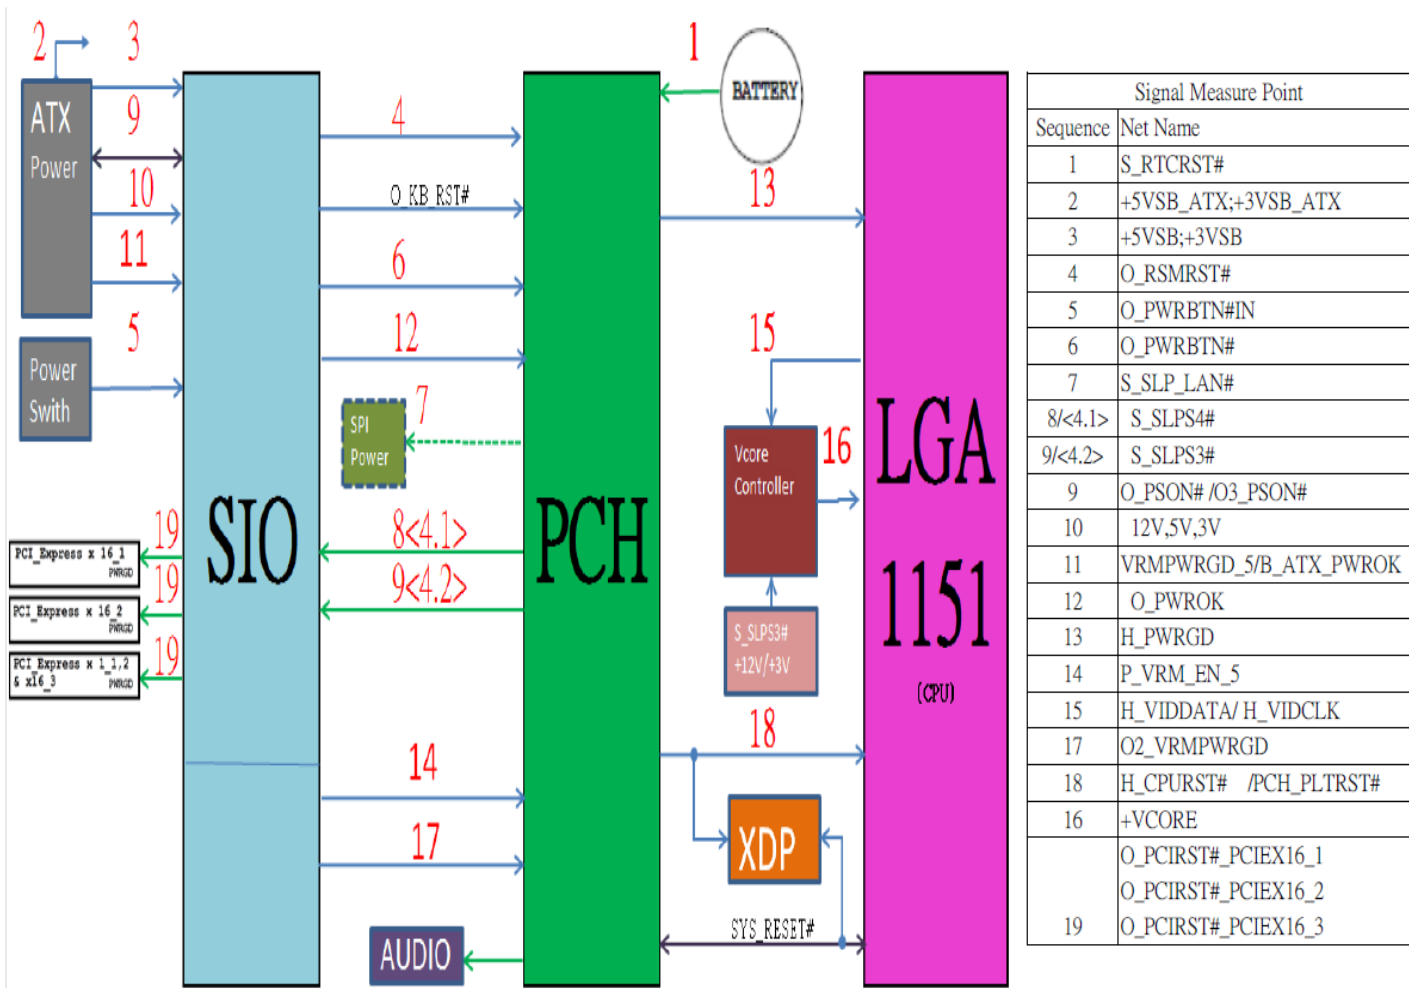 1
2
3
BATTERY
ATX
Power
9
10
11
4
O_KB_RST#
6
12
13
5
Power
Swith
15
SPI
Power
7
Vcore
Controller
16
LGA
1151
(CPU)
SIO
PCH
8<4.1>
9<4.2>
19
PCI_Express x 16_1
PWRGD
19
PCI_Express x 16_2
PWRGD
19
PCI_Express x 1_1,2
& x16_3
PWRGD
S_SLPS3#
+12V/+3V
14
17
18
XDP
SYS_RESET#
AUDIO
Signal Measure Point
Sequence Net Name
1 S_RTCRST#
2 +5VSB_ATX;+3VSB_ATX
3 +5VSB;+3VSB
4 O_RSMRST#
5 O_PWRBTN#IN
6 O_PWRBTN#
7 S_SLP_LAN#
8/<4.1> S_SLPS4#
9/<4.2> S_SLPS3#
9 O_PSON# /O3_PSON#
10 12V,5V,3V
11 VRMPWRGD_5/B_ATX_PWROK
12 O_PWROK
13 H_PWRGD
14 P_VRM_EN_5
15 H_VIDDATA/ H_VIDCLK
17 O2_VRMPWRGD
18 H_CPURST# /PCH_PLTRST#
16 +VCORE
O_PCIRST#_PCIEX16_1
O_PCIRST#_PCIEX16_2
19 O_PCIRST#_PCIEX16_3